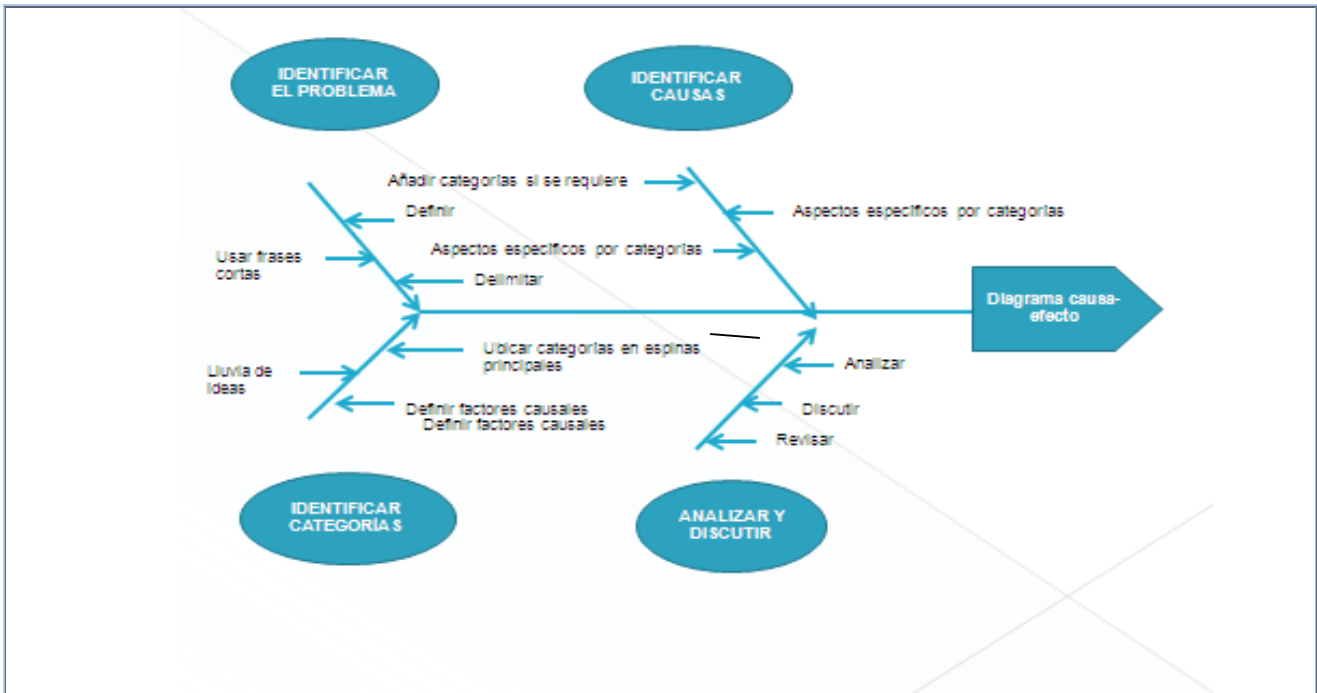 IDENTIFICAR
EL PROBLEMA
IDENTIFICAR
CAUSAS
Añadir categorías si se requiere
Definir
Aspectos específicos por categorías
Usar frases
cortas
Aspectos específicos por categorías
Delimitar
Diagrama causa-
efecto
Ubicar categorías en espinas
principales
Analizar
Lluvia de
Ideas
Definir factores causales
Definir factores causales
Discutir
Revisar
IDENTIFICAR
CATEGORÍAS
ANALIZAR Y
DISCUTIR